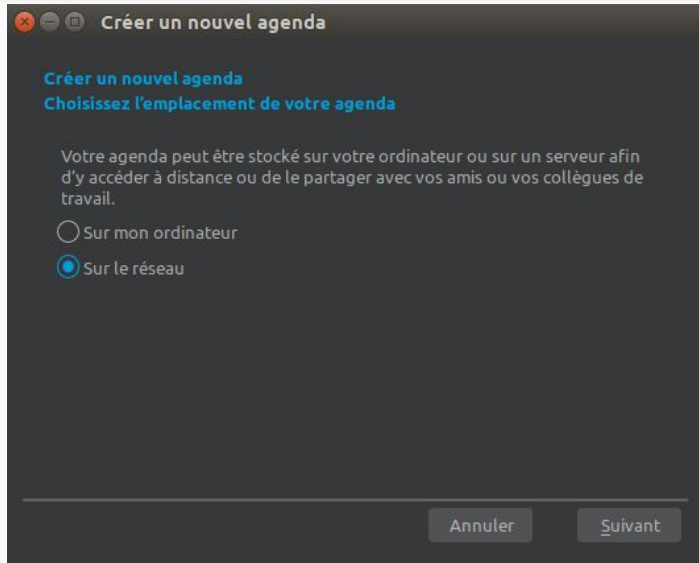 Créer un nouvel agenda
Créer un nouvel agenda
Choisissez l'emplacement de votre agenda
Votre agenda peut être stocké sur votre ordinateur ou sur un serveur afin
d'y accéder à distance ou de le partager avec vos amis ou vos collègues de
travail.
Sur mon ordinateur
Sur le réseau
Annuler
Suivant